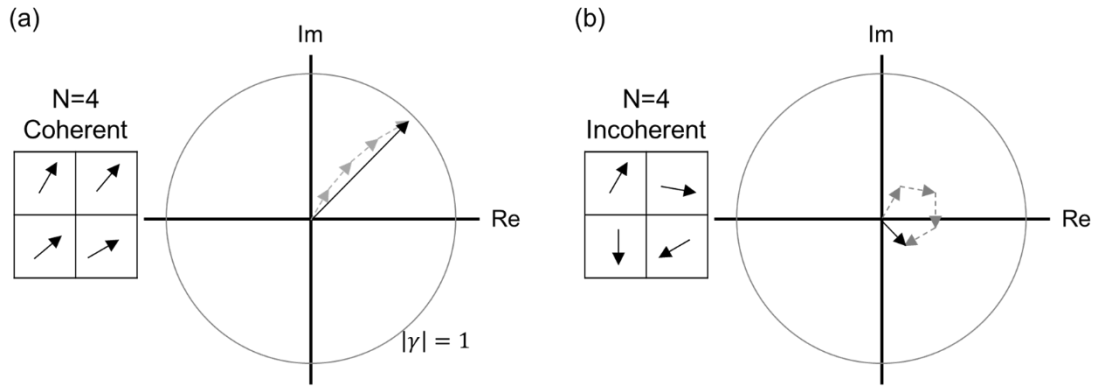 (a)
Im
N=4
Coherent
Re
|γ| = 1
(b)
Im
N=4
Incoherent
Re